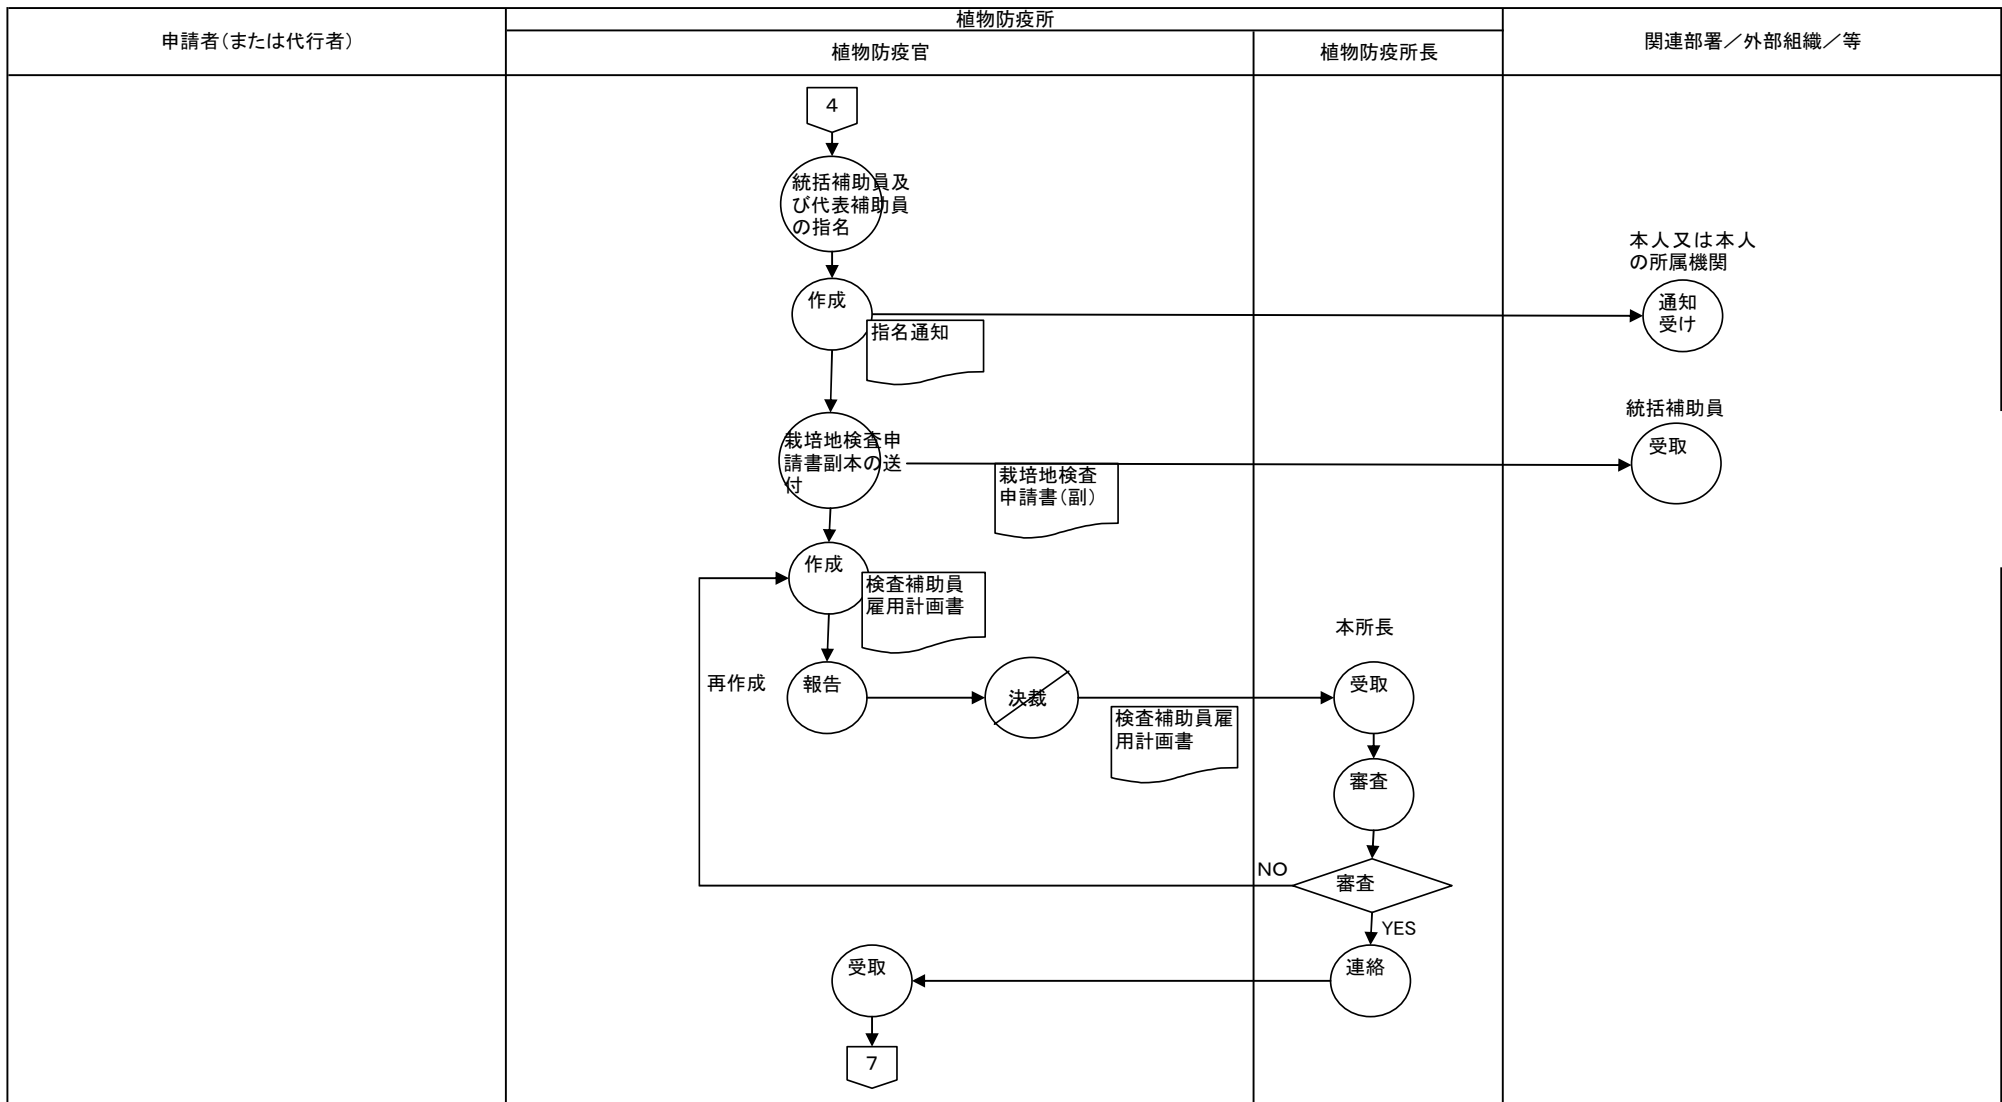 申請者（または代行者）
植物防疫所
植物防疫官
植物防疫所長
関連部署／外部組織／等
4
統括補助員及
び代表補助員
の指名
本人又は本人
の所属機関
作成
指名通知
通知
受け
統括補助員
栽培地検査申
請書副本の送
付
栽培地検査
申請書（副）
受取
作成
検査補助員
雇用計画書
本所長
再作成
報告
決裁
検査補助員雇
用計画書
受取
審査
NO
審査
YES
受取
連絡
7